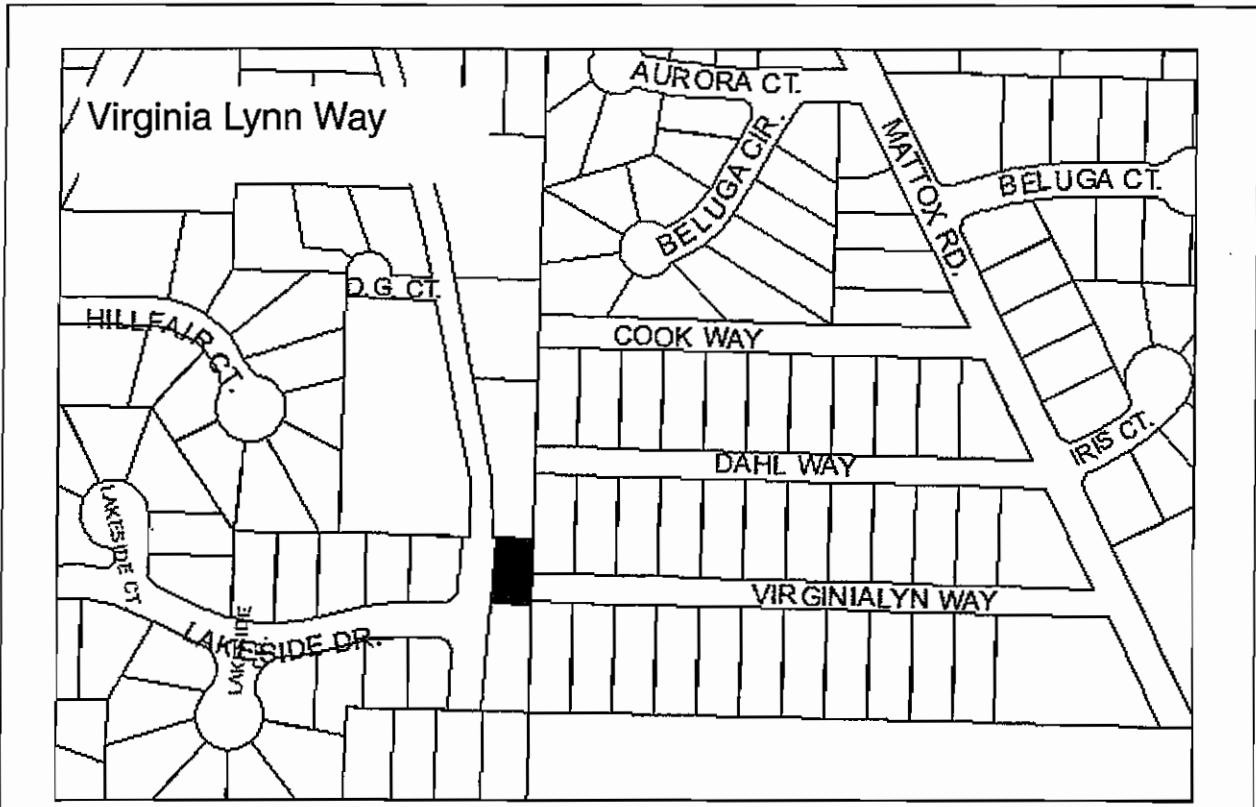 Virginia Lynn Way
AURORA CT.
BELUGA CIR.
MATTOX RD.
BELUGA CT.
D.G. CT.
HILLFAIR CT.
COOK WAY
DAHL WAY
IRIS CT.
LAKESIDE CT
VIRGINIALYN WAY
LAKESIDE DR.
LAKESIDE